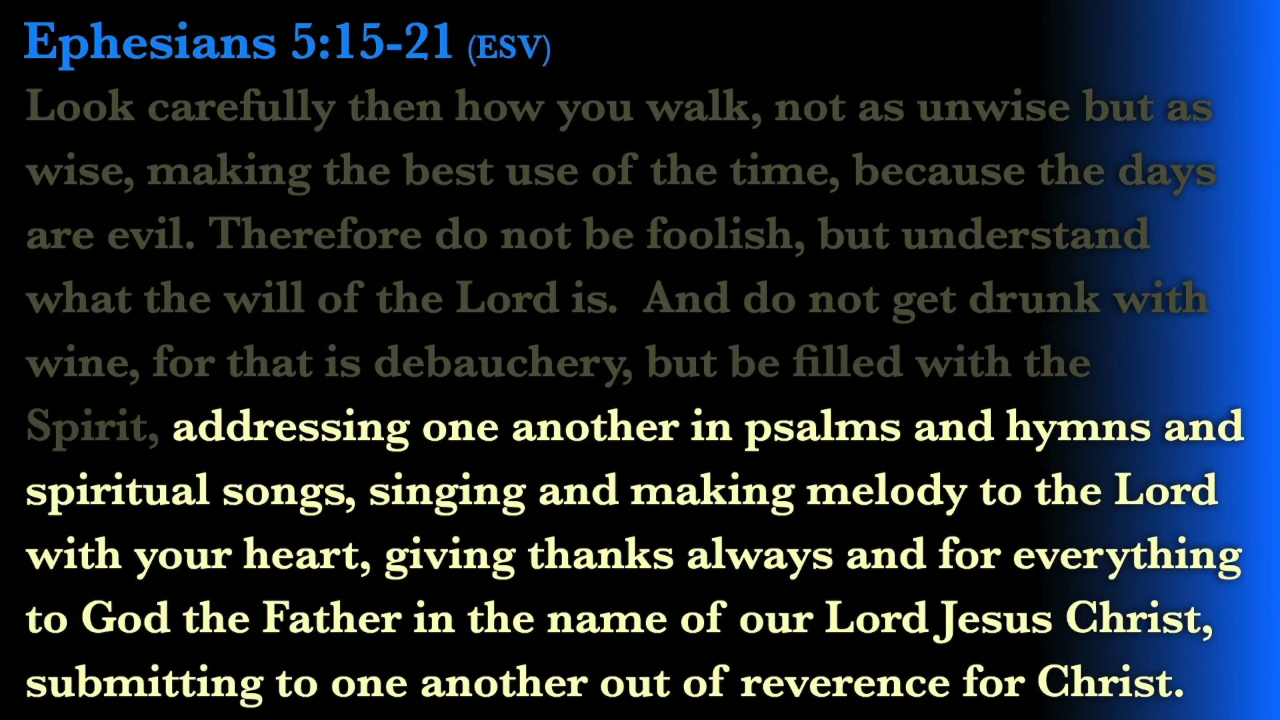 Ephesians 5:15-21 (ESV)
Look carefully then how you walk, not as unwise but as
wise, making the best use of the time, because the days
are evil. Therefore do not be foolish, but understand
what the will of the Lord is.  And do not get drunk with
wine, for that is debauchery, but be filled with the
Spirit, addressing one another in psalms and hymns and
spiritual songs, singing and making melody to the Lord
with your heart, giving thanks always and for everything
to God the Father in the name of our Lord Jesus Christ,
submitting to one another out of reverence for Christ.